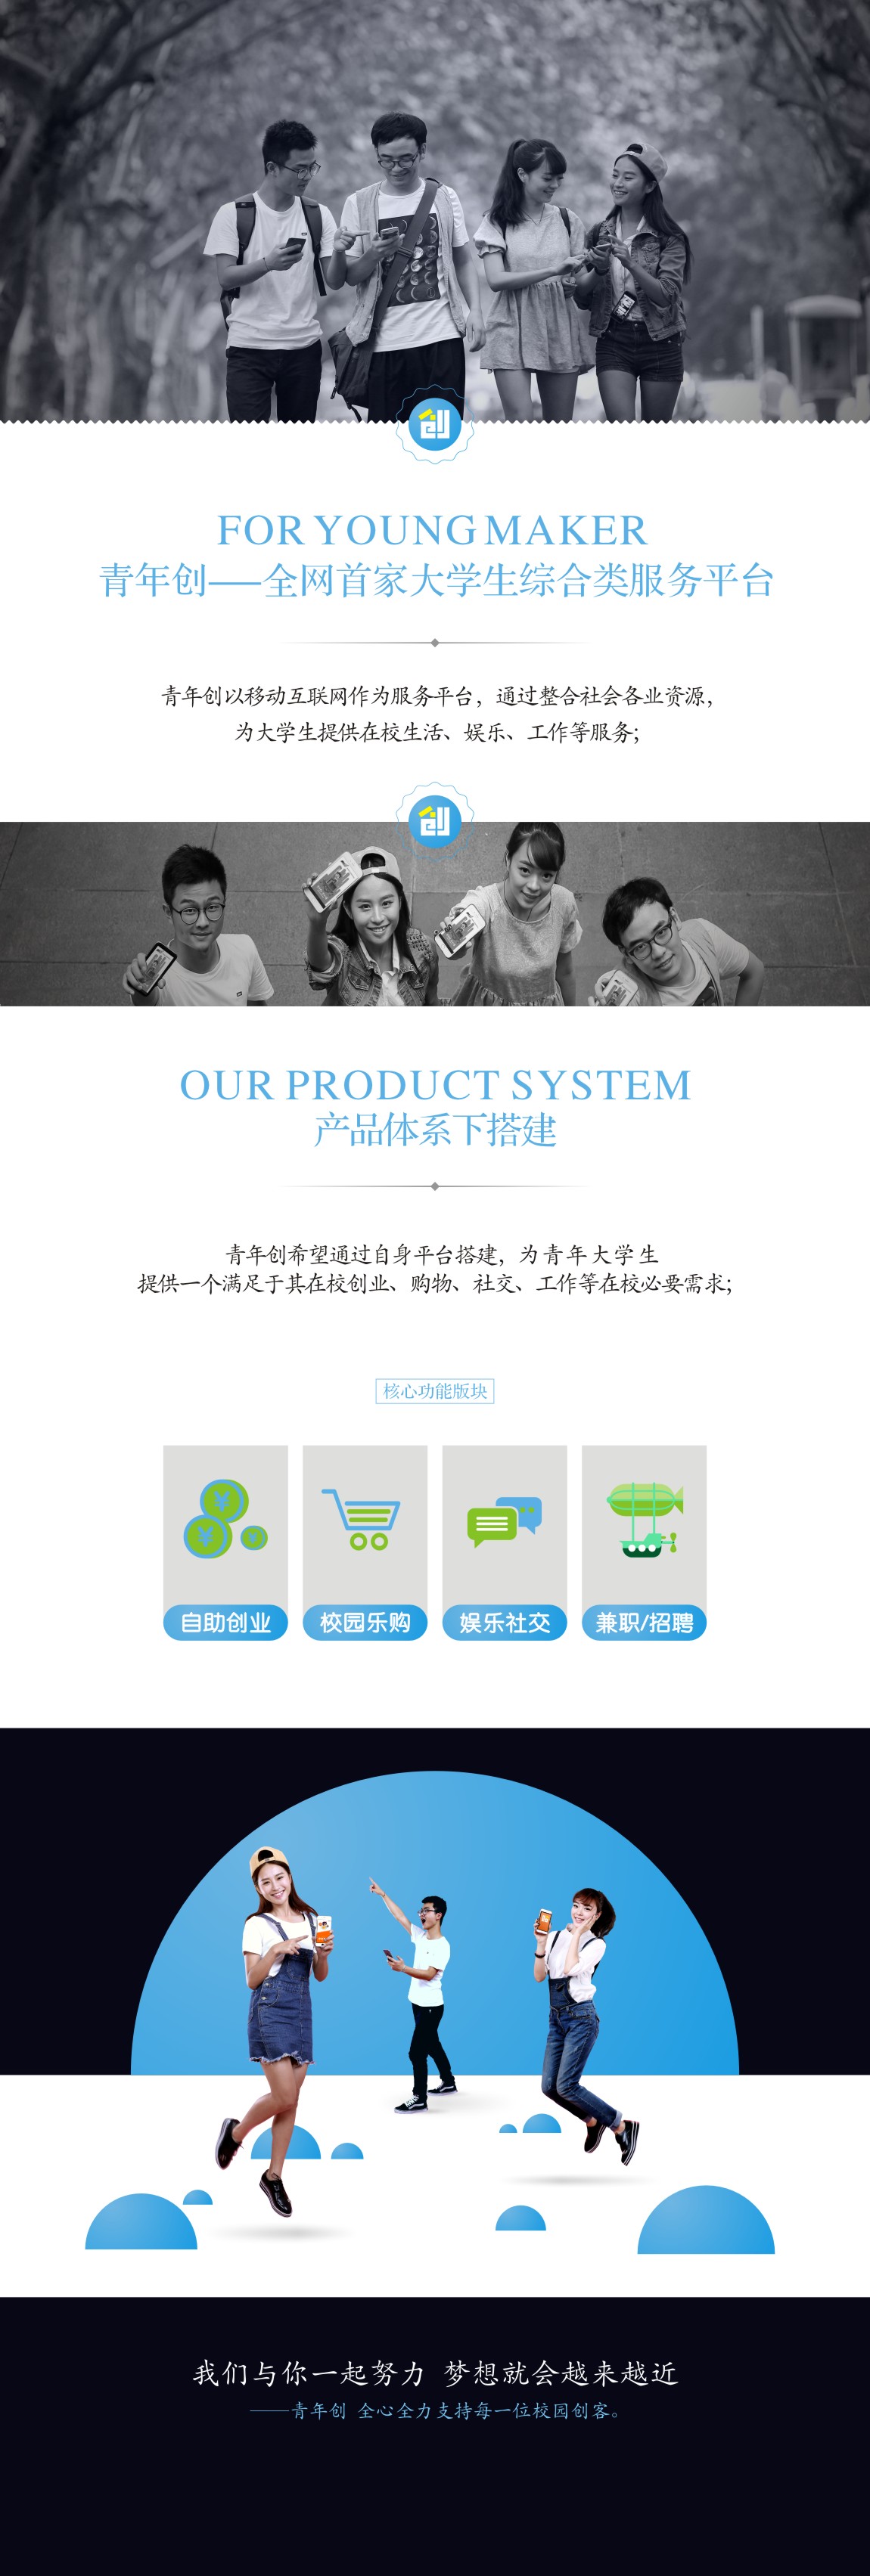 创
FOR YOUNG MAKER
青年创——全网首家大学生综合类服务平台
青年创以移动互联网作为服务平台，通过整合社会各业资源，
为大学生提供在校生活、娱乐、工作等服务；
创
OUR PRODUCT SYSTEM
产品体系下搭建
青年创希望通过自身平台搭建，为青年大学生
提供一个满足于其在校创业、购物、社交、工作等在校必要需求；
核心功能版块
自助创业
校园乐购
娱乐社交
兼职/招聘
我们与你一起努力 梦想就会越来越近
——青年创 全心全力支持每一位校园创客。